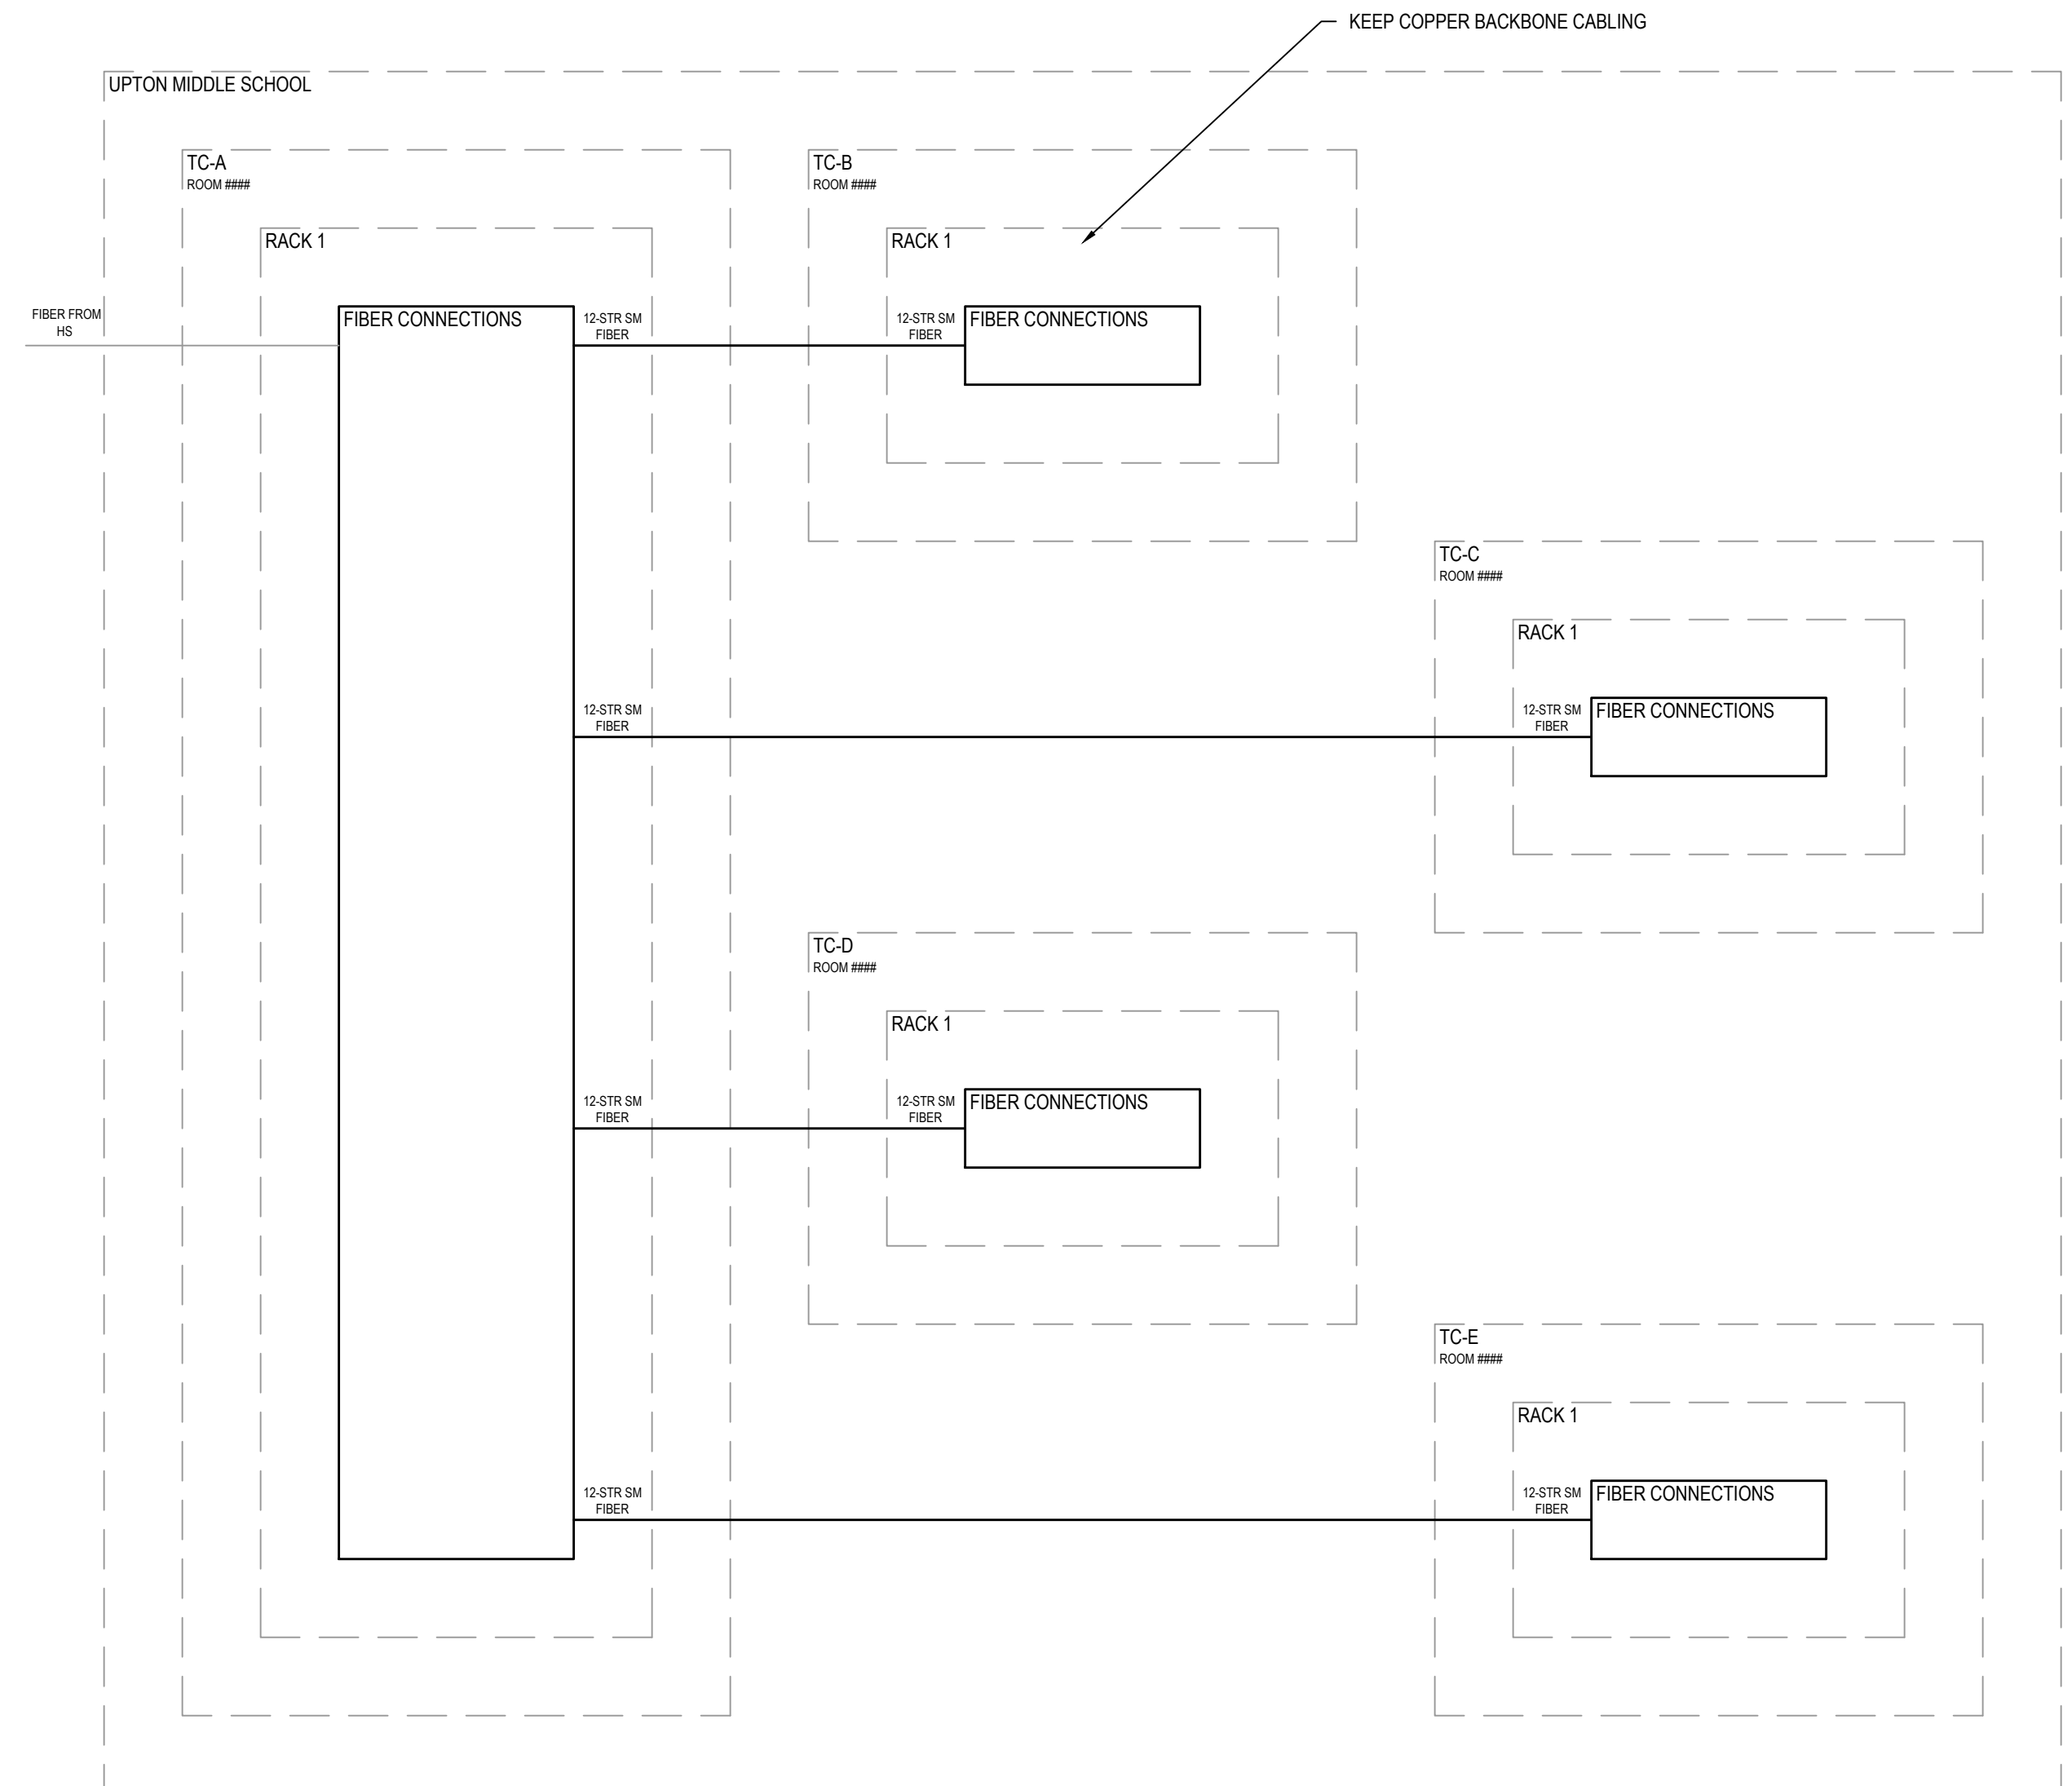 KEEP COPPER BACKBONE CABLING
UPTON MIDDLE SCHOOL
TC-A
ROOM ####
RACK 1
FIBER FROM
HS
FIBER CONNECTIONS
12-STR SM
FIBER
TC-B
ROOM ####
RACK 1
12-STR SM
FIBER
FIBER CONNECTIONS
12-STR SM
FIBER
TC-C
ROOM ####
RACK 1
12-STR SM
FIBER
FIBER CONNECTIONS
12-STR SM
FIBER
TC-D
ROOM ####
RACK 1
12-STR SM
FIBER
FIBER CONNECTIONS
12-STR SM
FIBER
TC-E
ROOM ####
RACK 1
12-STR SM
FIBER
FIBER CONNECTIONS